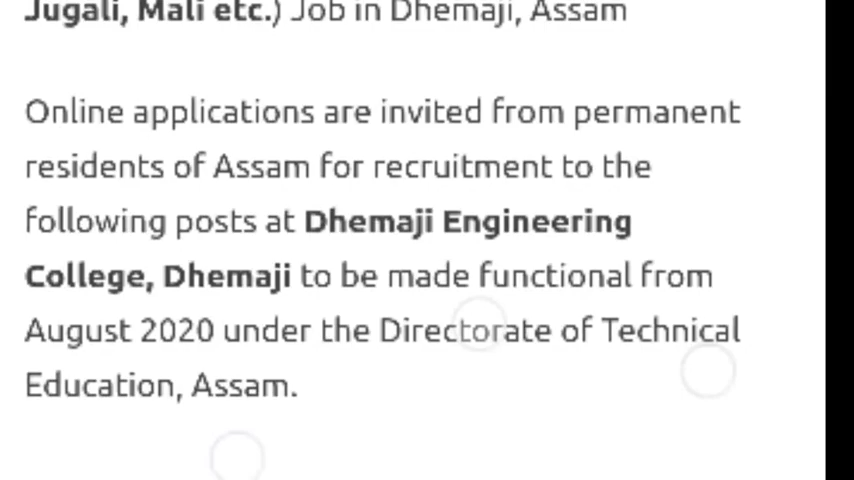 Jugali, Mali etc.) Job in Dhemaji, Assam
Online applications are invited from permanent
residents of Assam for recruitment to the
following posts at Dhemaji Engineering
College, Dhemaji to be made functional from
August 2020 under the Directorate of Technical
Education, Assam.